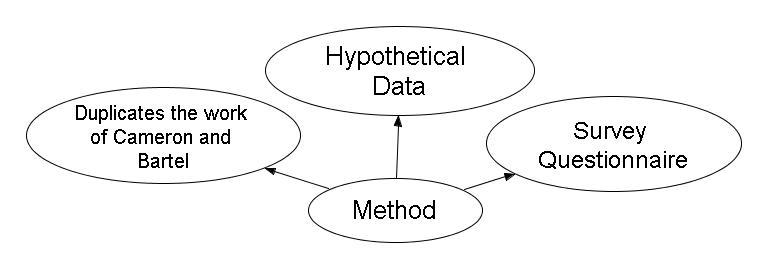 Hypothetical
Data
Duplicates the work
of Cameron and
Bartel
Survey
Questionnaire
Method